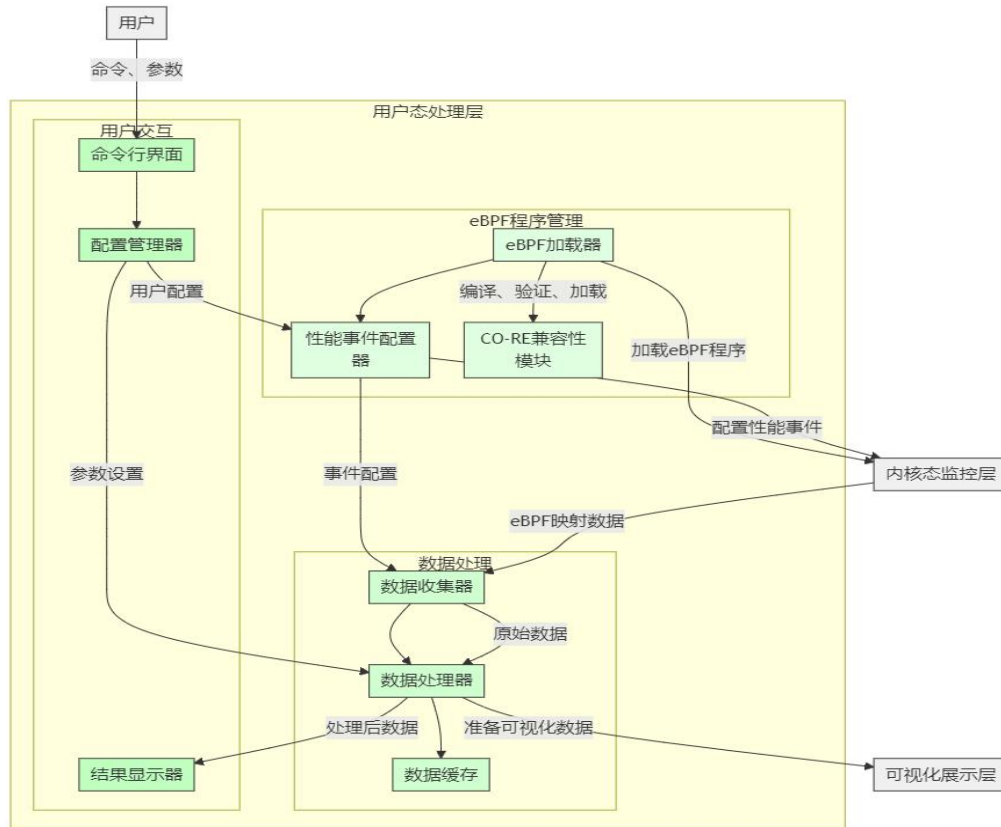 用户
命令、参数
用户态处理层
用户交互
命令行界面
eBPF程序管理
配置管理器
eBPF加载器
用户配置
编译、验证、加载
性能事件配置
器
CO-RE兼容性
模块
加载eBPF程序
配置性能事件
参数设置
事件配置
内核态监控层
eBPF映射数据
数据处理
数据收集器
原始数据
数据处理器
处理后数据
准备可视化数据
结果显示器
数据缓存
可视化展示层